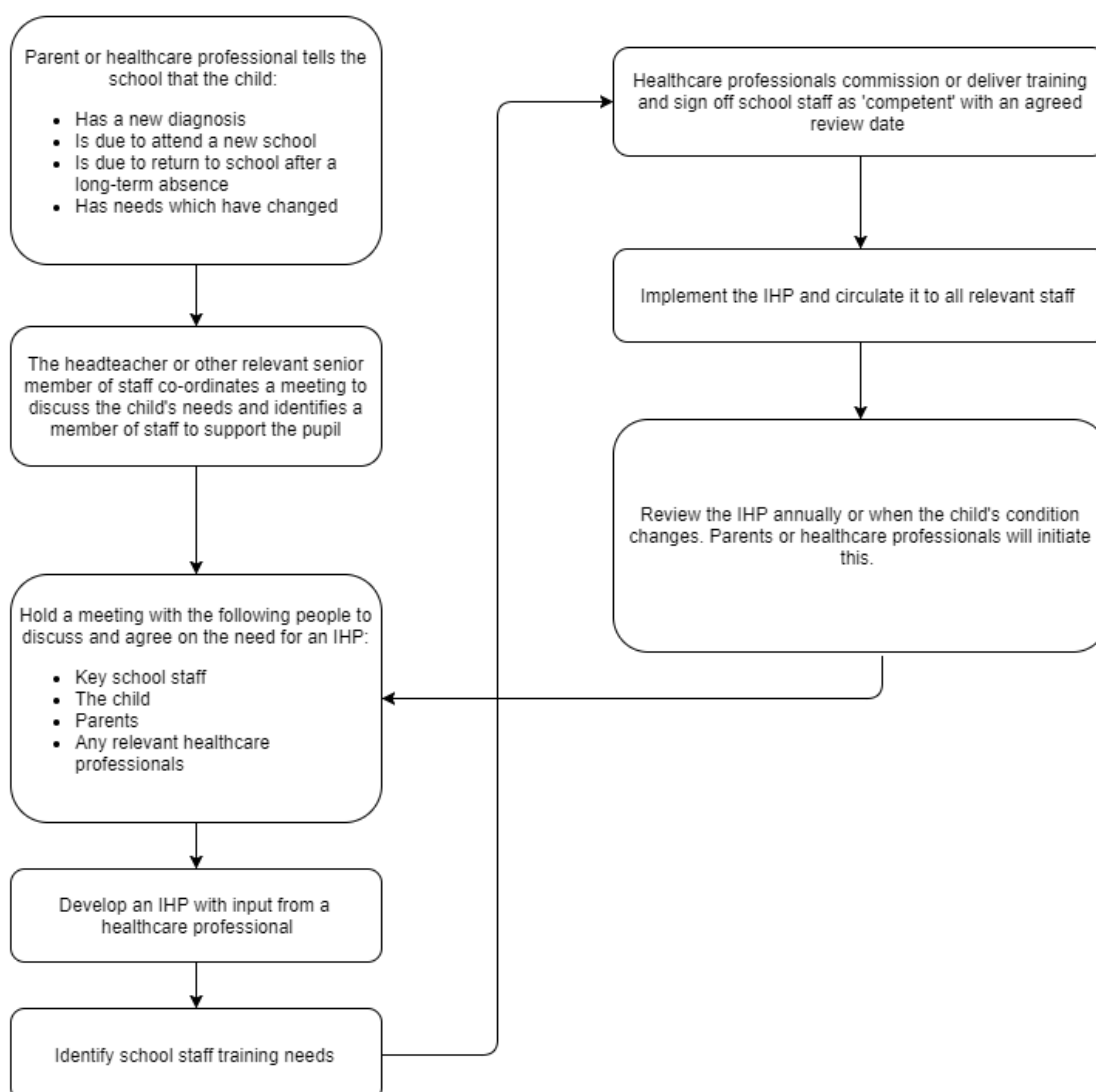 Parent or healthcare professional tells the
school that the child:
• Has a new diagnosis
• Is due to attend a new school
• Is due to return to school after a
long-term absence
• Has needs which have changed
The headteacher or other relevant senior
member of staff co-ordinates a meeting to
discuss the child's needs and identifies a
member of staff to support the pupil
Hold a meeting with the following people to
discuss and agree on the need for an IHP:
• Key school staff
• The child
• Parents
• Any relevant healthcare
professionals
Develop an IHP with input from a
healthcare professional
Identify school staff training needs
Healthcare professionals commission or deliver training
and sign off school staff as 'competent' with an agreed
review date
Implement the IHP and circulate it to all relevant staff
Review the IHP annually or when the child's condition
changes. Parents or healthcare professionals will initiate
this.